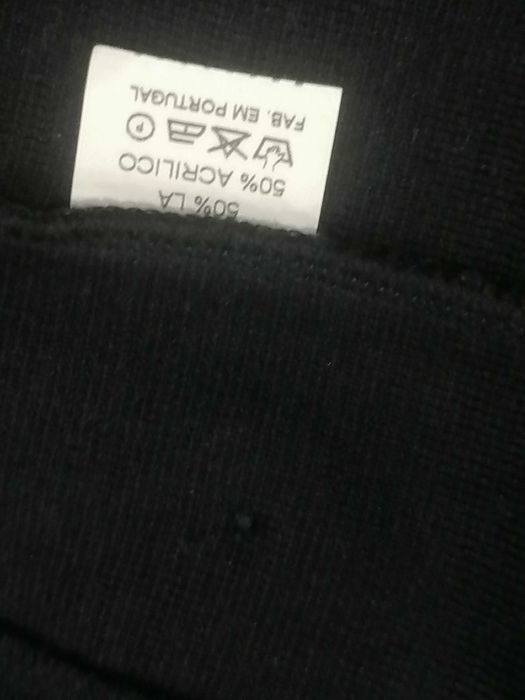 50% LA
50% ACRILICO
P
FAB. EM PORTUGAL